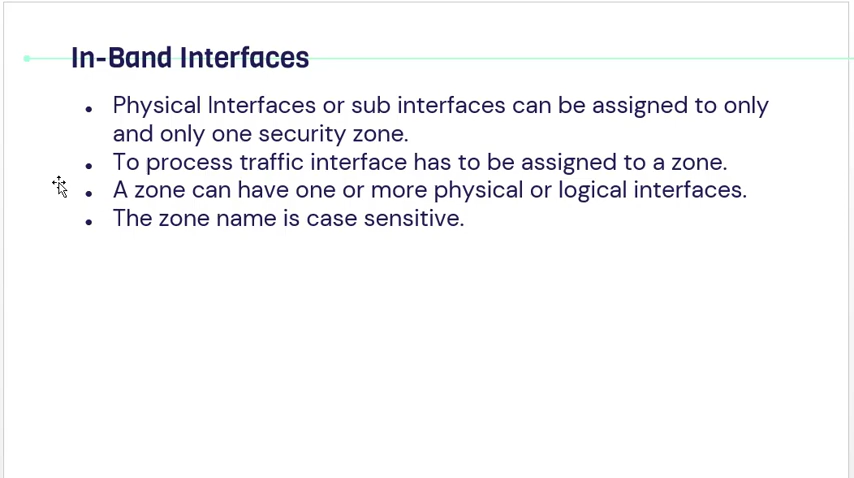 In-Band Interfaces
• Physical Interfaces or sub interfaces can be assigned to only
and only one security zone.
• To process traffic interface has to be assigned to a zone.
• A zone can have one or more physical or logical interfaces.
• The zone name is case sensitive.